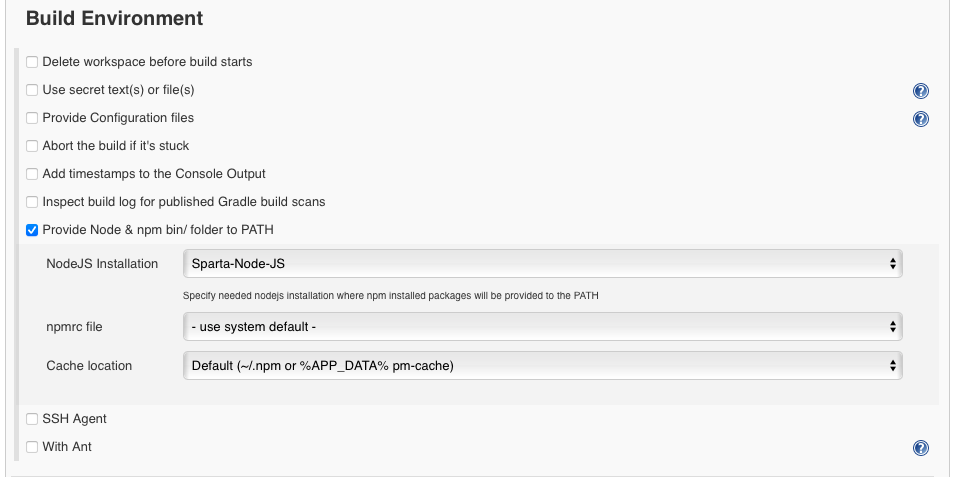 Build Environment
Delete workspace before build starts
Use secret text(s) or file(s)
Provide Configuration files
Abort the build if it's stuck
Add timestamps to the Console Output
Inspect build log for published Gradle build scans
Provide Node & npm bin/ folder to PATH
NodeJS Installation Sparta-Node-JS
Specify needed nodejs installation where npm installed packages will be provided to the PATH
npmrc file - use system default -
Cache location Default (~/.npm or %APP_DATA% pm-cache)
SSH Agent
With Ant